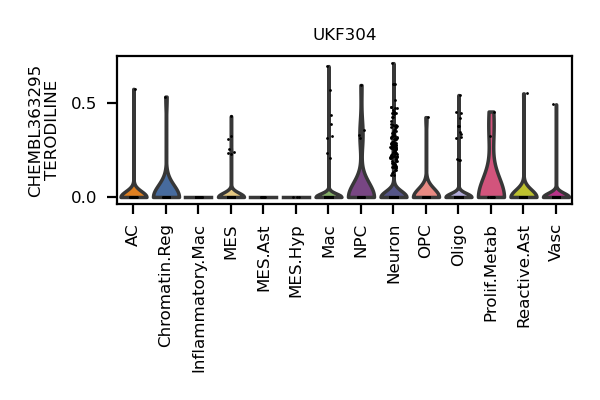 UKF304
CHEMBL363295
TERODILINE
0.5
0.0
AC
Chromatin.Reg
Inflammatory.Mac
MES
MES.Ast
MES.Hyp
Mac
NPC
Neuron
OPC
Oligo
Prolif.Metab
Reactive.Ast
Vasc